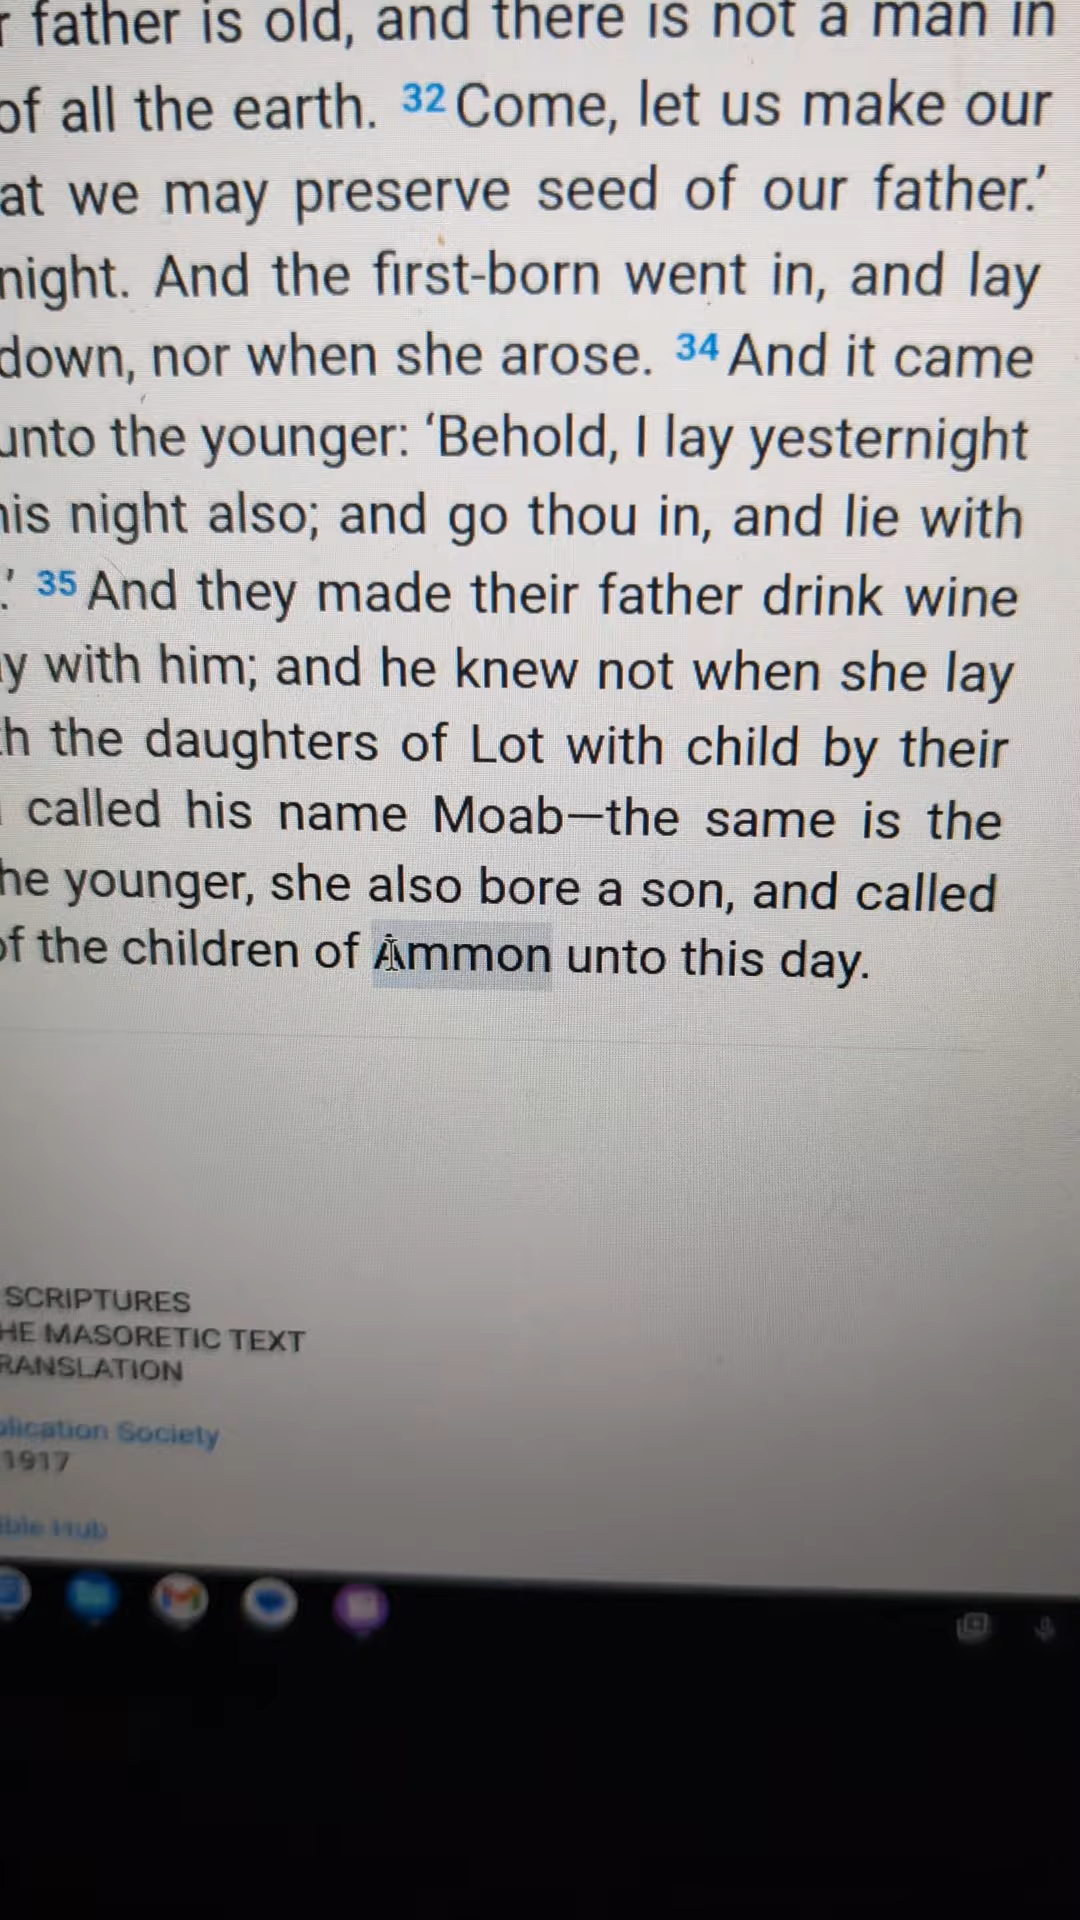 father is old, and there is not a man in
of all the earth. 32 Come, let us make our
at we may preserve seed of our father.’
night. And the first-born went in, and lay
down, nor when she arose. 34 And it came
unto the younger: ‘Behold, I lay yesternight
his night also; and go thou in, and lie with
.’ 35 And they made their father drink wine
y with him; and he knew not when she lay
h the daughters of Lot with child by their
called his name Moab—the same is the
he younger, she also bore a son, and called
of the children of Ammon unto this day.
SCRIPTURES
HE MASORETIC TEXT
RANSLATION
blication Society
1917
ible Hub